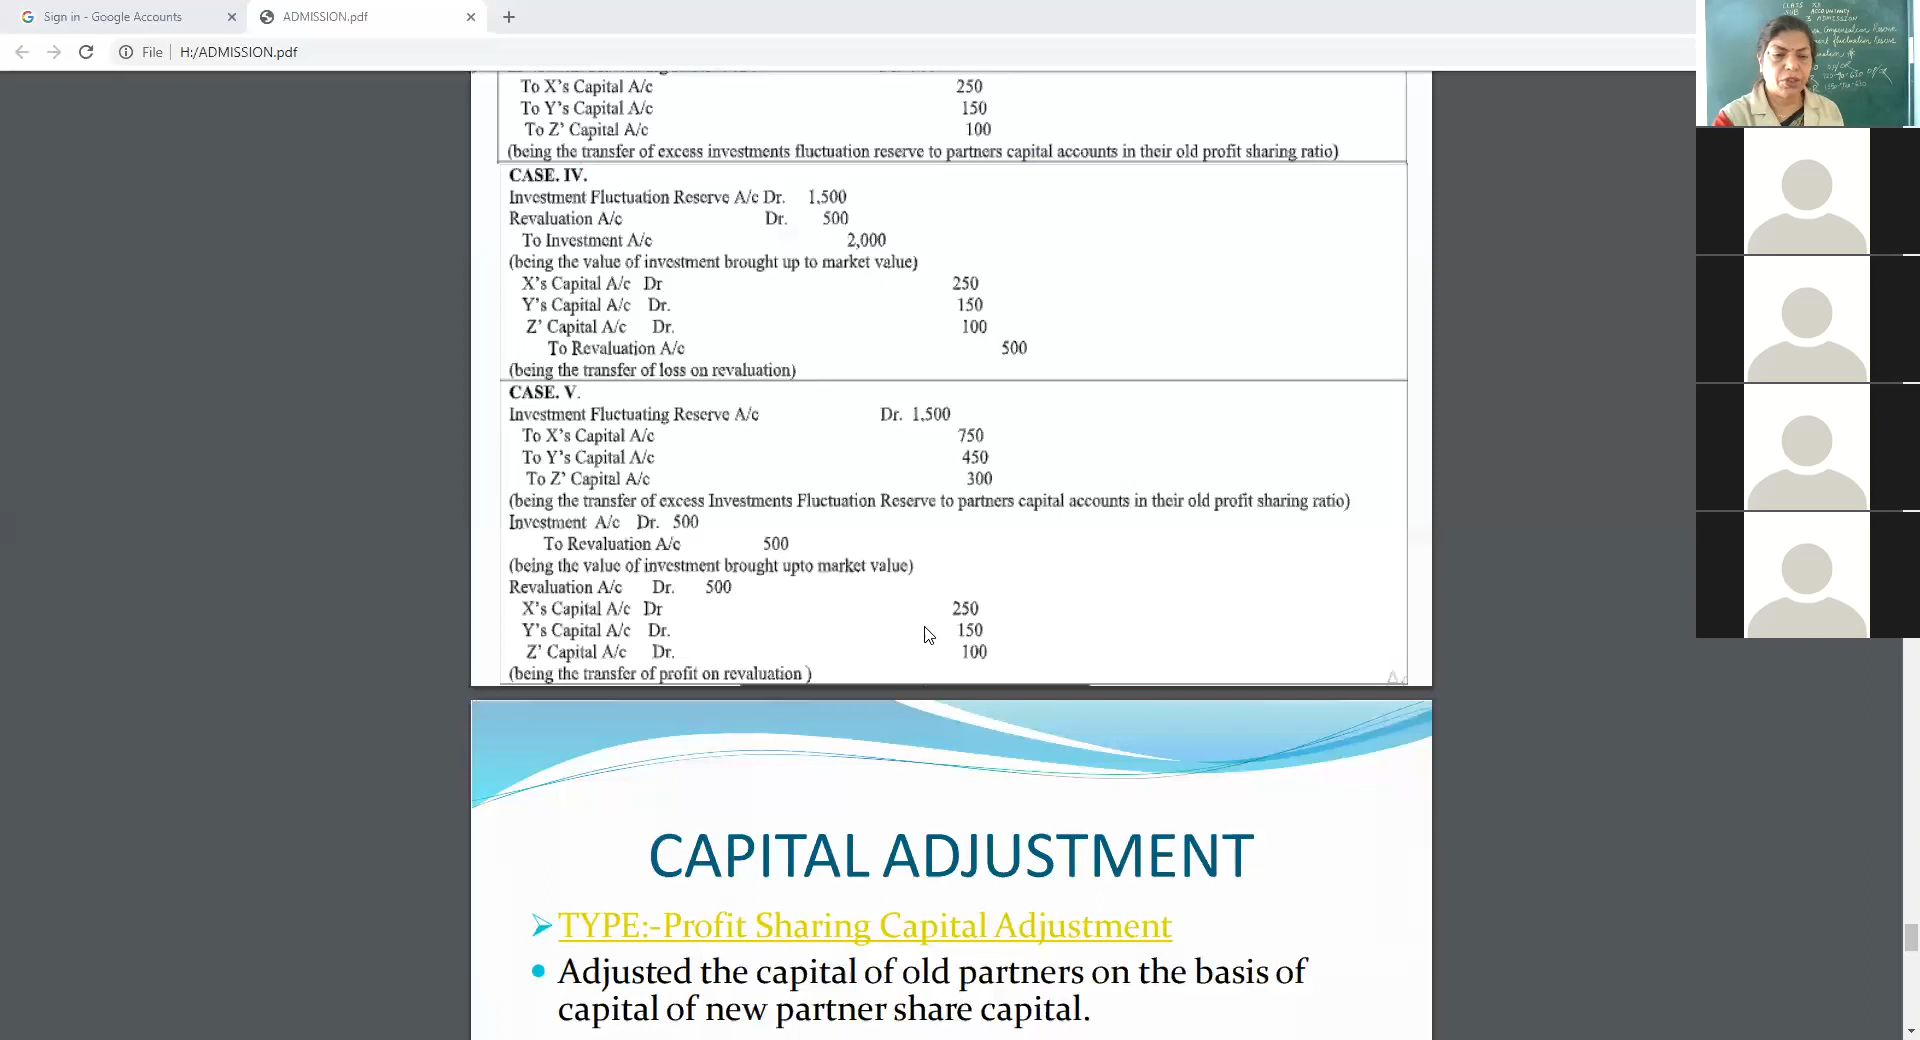 Sign in - Google Accounts
ADMISSION.pdf
File H:/ADMISSION.pdf
To X's Capital A/c 250
To Y's Capital A/c 150
To Z' Capital A/c 100
(being the transfer of excess investments fluctuation reserve to partners capital accounts in their old profit sharing ratio)
CASE. IV.
Investment Fluctuation Reserve A/c Dr. 1,500
Revaluation A/c Dr. 500
To Investment A/c 2,000
(being the value of investment brought up to market value)
X's Capital A/c Dr 250
Y's Capital A/c Dr. 150
Z' Capital A/c Dr. 100
To Revaluation A/c 500
(being the transfer of loss on revaluation)
CASE. V.
Investment Fluctuating Reserve A/c Dr. 1,500
To X's Capital A/c 750
To Y's Capital A/c 450
To Z' Capital A/c 300
(being the transfer of excess Investments Fluctuation Reserve to partners capital accounts in their old profit sharing ratio)
Investment A/c Dr. 500
To Revaluation A/c 500
(being the value of investment brought upto market value)
Revaluation A/c Dr. 500
X's Capital A/c Dr 250
Y's Capital A/c Dr. 150
Z' Capital A/c Dr. 100
(being the transfer of profit on revaluation )
CAPITAL ADJUSTMENT
TYPE:-Profit Sharing Capital Adjustment
Adjusted the capital of old partners on the basis of
capital of new partner share capital.
CLASS
SUB ACCOUNTANCY
ADMISSION
Compensation Reserve
Fluctuation Reserve